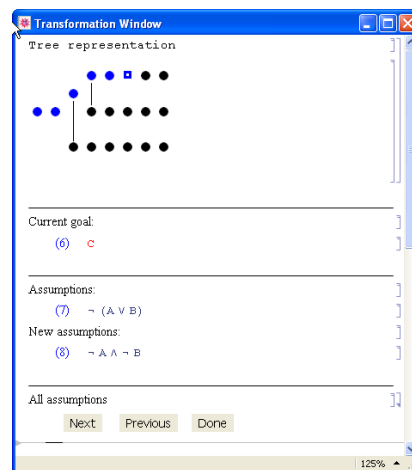 Transformation Window
Tree representation
Current goal:
(6) C
Assumptions:
(7) ¬ (A ∨ B)
New assumptions:
(8) ¬ A ∧ ¬ B
All assumptions
Next Previous Done
125%